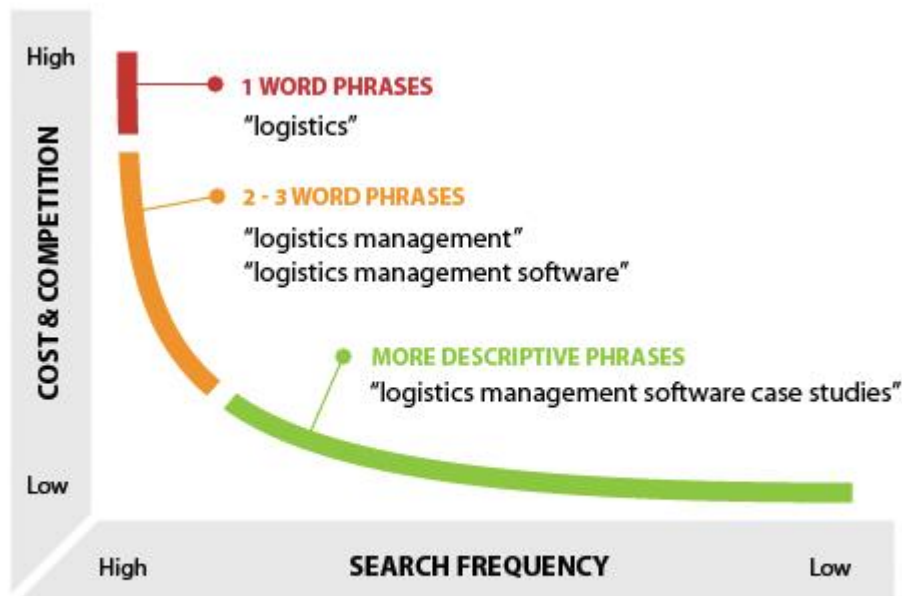 High
1 WORD PHRASES
“logistics”
2 - 3 WORD PHRASES
“logistics management”
“logistics management software”
COST & COMPETITION
MORE DESCRIPTIVE PHRASES
“logistics management software case studies”
Low
High
SEARCH FREQUENCY
Low